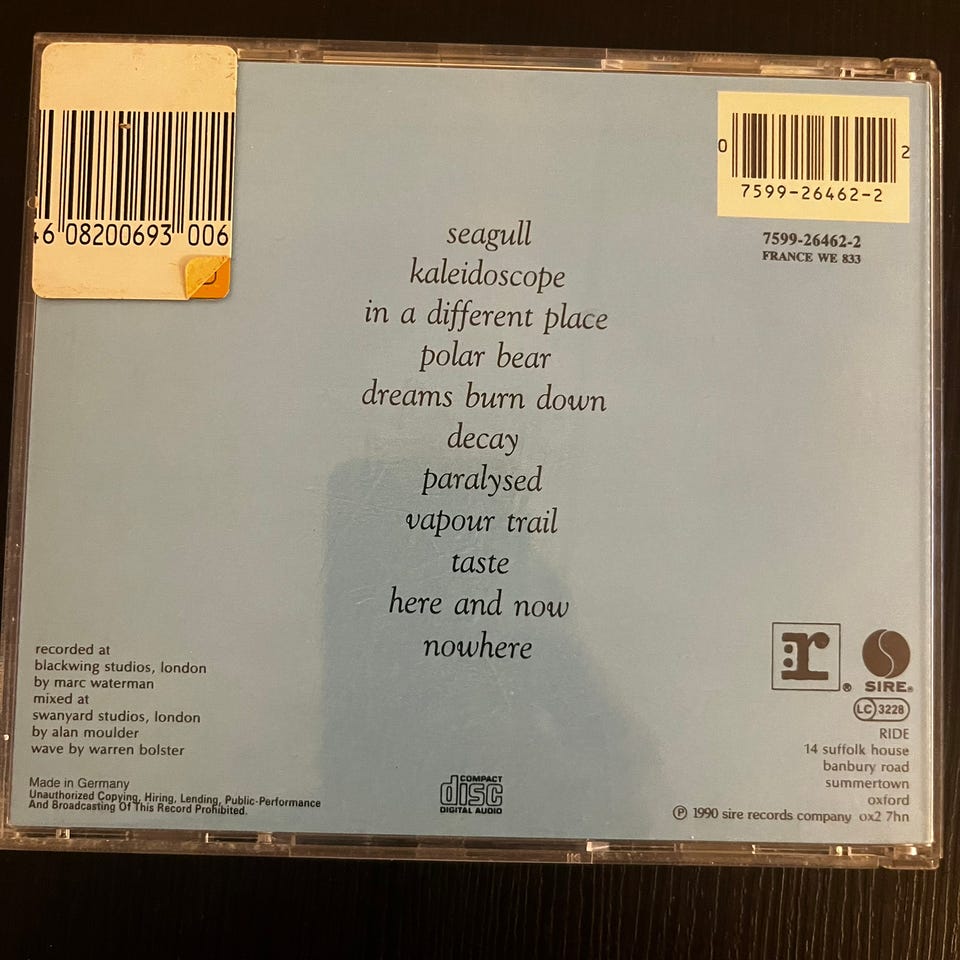 46 08200693 006
0 2
7599-26462-2
7599-26462-2
FRANCE WE 833
seagull
kaleidoscope
in a different place
polar bear
dreams burn down
decay
paralysed
vapour trail
taste
here and now
nowhere
recorded at
blackwing studios, london
by marc waterman
mixed at
swanyard studios, london
by alan moulder
wave by warren bolster
Made in Germany
Unauthorized Copying, Hiring, Lending, Public-Performance
And Broadcasting Of This Record Prohibited.
COMPACT
disc
DIGITAL AUDIO
:r®
SIRE®
LC 3228
RIDE
14 suffolk house
banbury road
summertown
oxford
℗ 1990 sire records company ox2 7hn